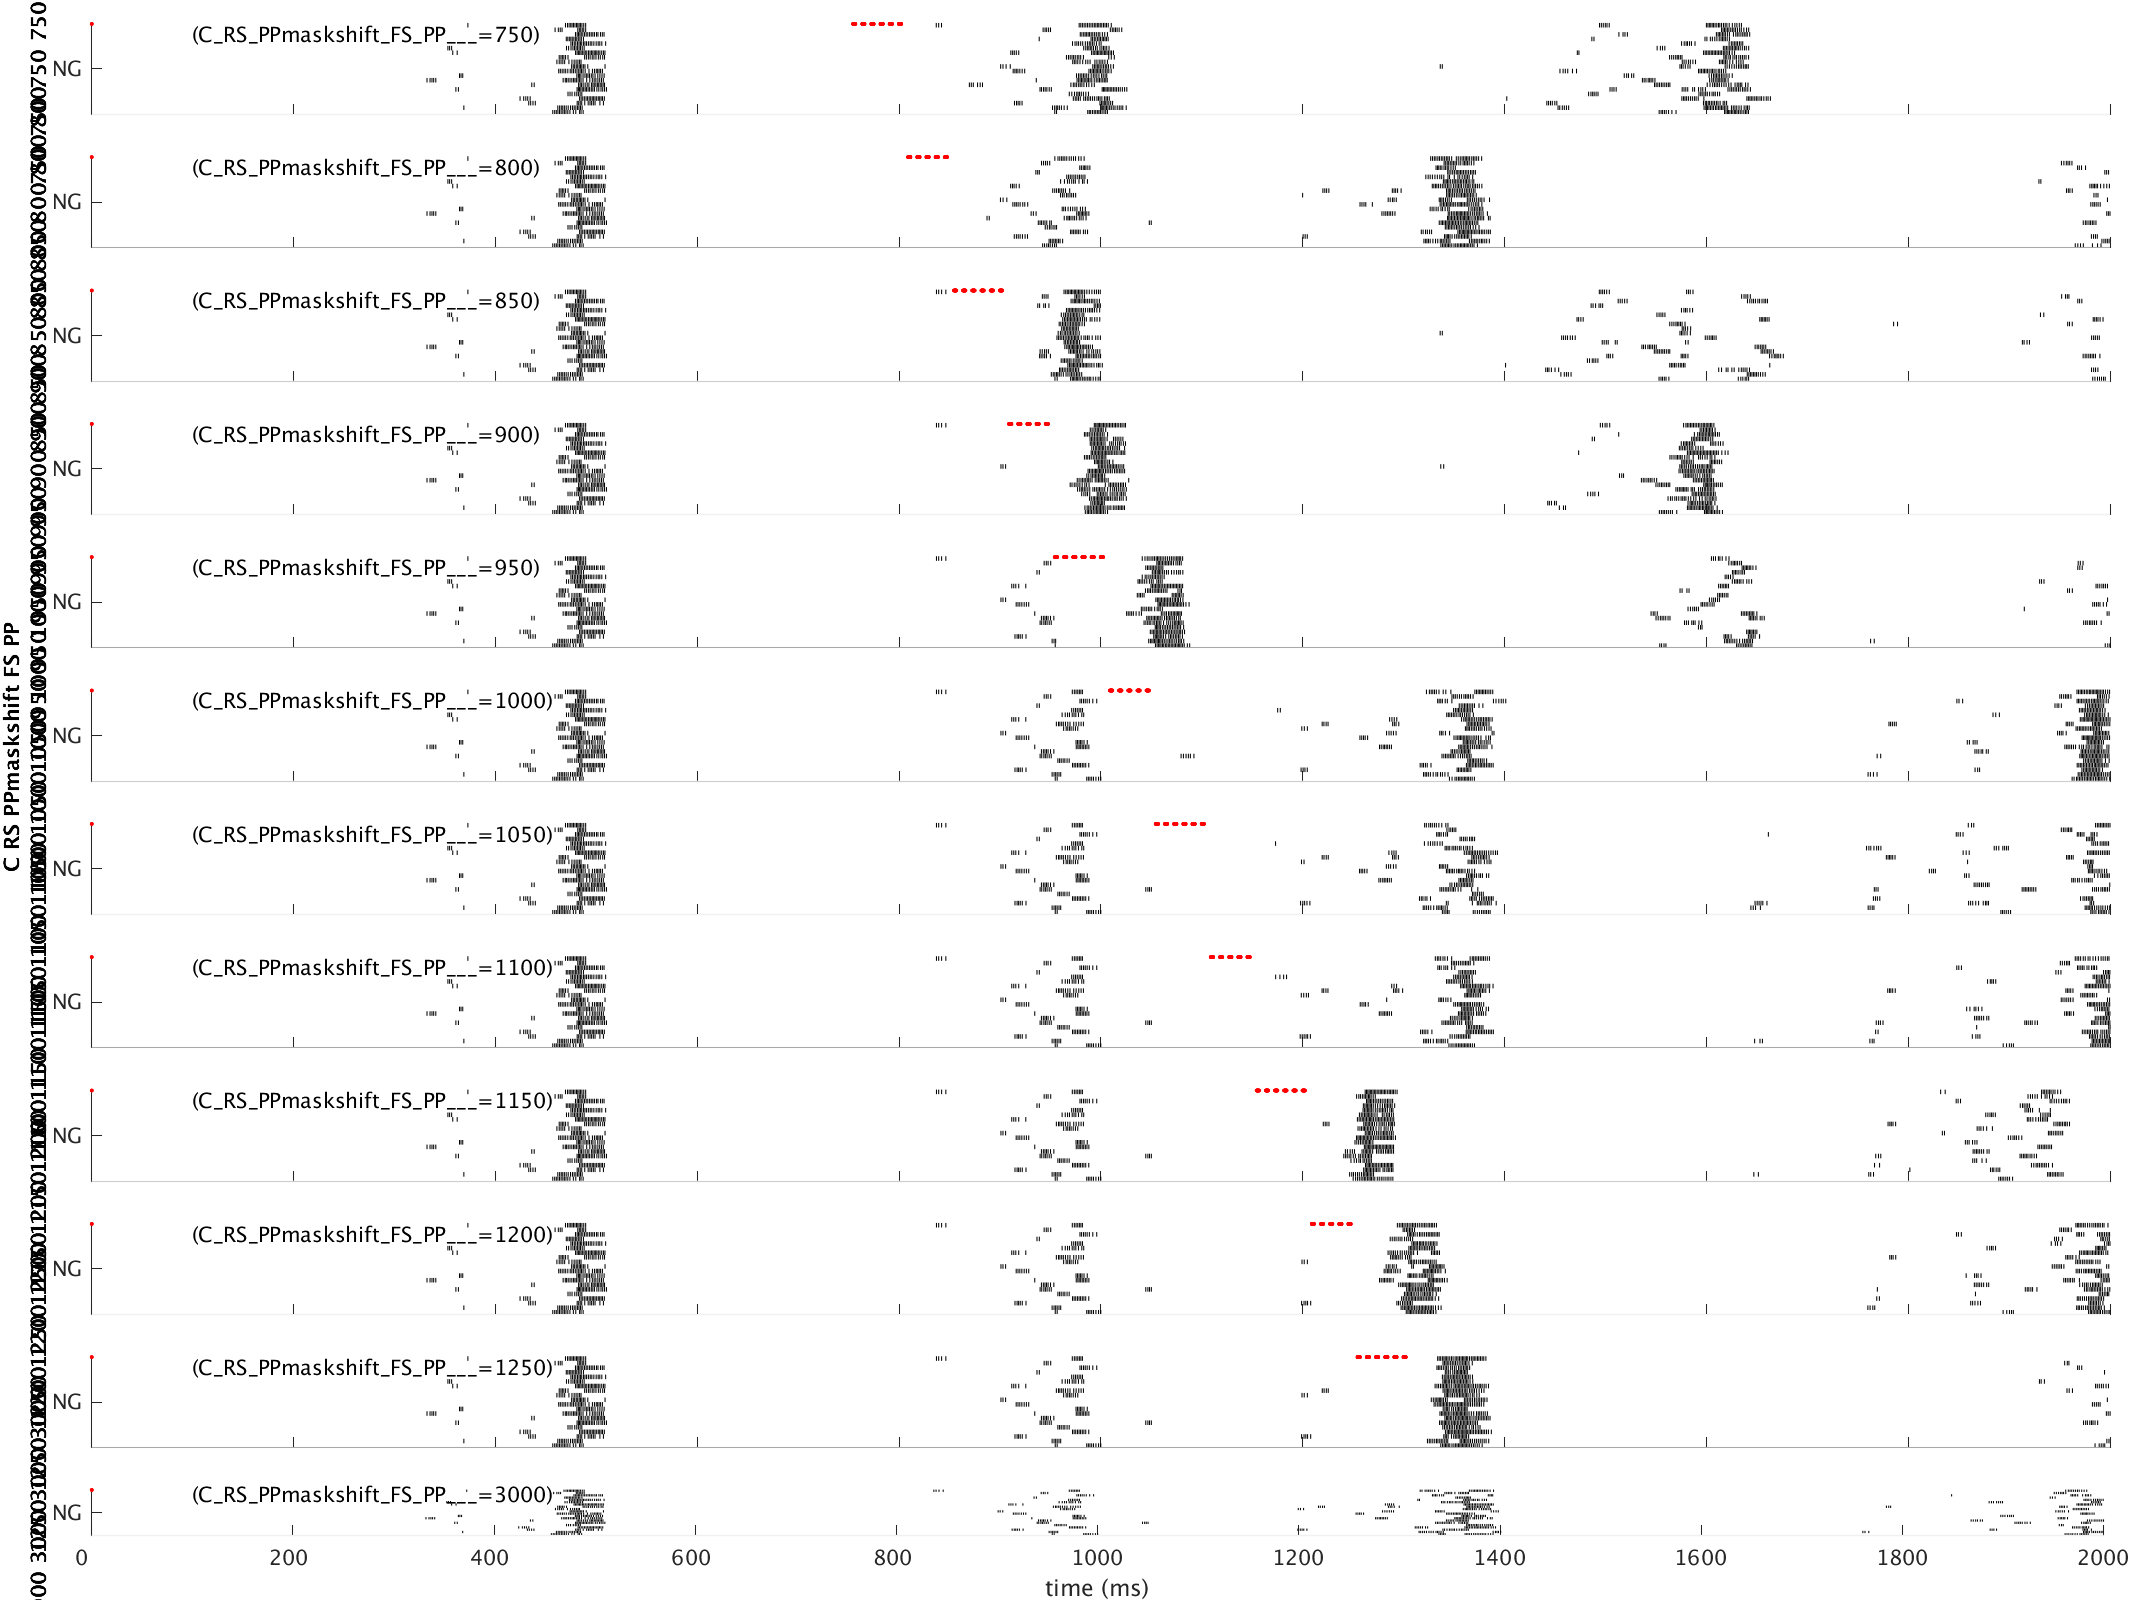 (C_RS_PPmaskshift_FS_PP___=750)
NG
(C_RS_PPmaskshift_FS_PP___=800)
NG
(C_RS_PPmaskshift_FS_PP___=850)
NG
(C_RS_PPmaskshift_FS_PP___=900)
NG
(C_RS_PPmaskshift_FS_PP___=950)
NG
(C_RS_PPmaskshift_FS_PP___=1000)
NG
(C_RS_PPmaskshift_FS_PP___=1050)
NG
(C_RS_PPmaskshift_FS_PP___=1100)
NG
(C_RS_PPmaskshift_FS_PP___=1150)
NG
(C_RS_PPmaskshift_FS_PP___=1200)
NG
(C_RS_PPmaskshift_FS_PP___=1250)
NG
(C_RS_PPmaskshift_FS_PP___=3000)
NG
0 200 400 600 800 1000 1200 1400 1600 1800 2000
time (ms)
C RS PPmaskshift FS PP
750